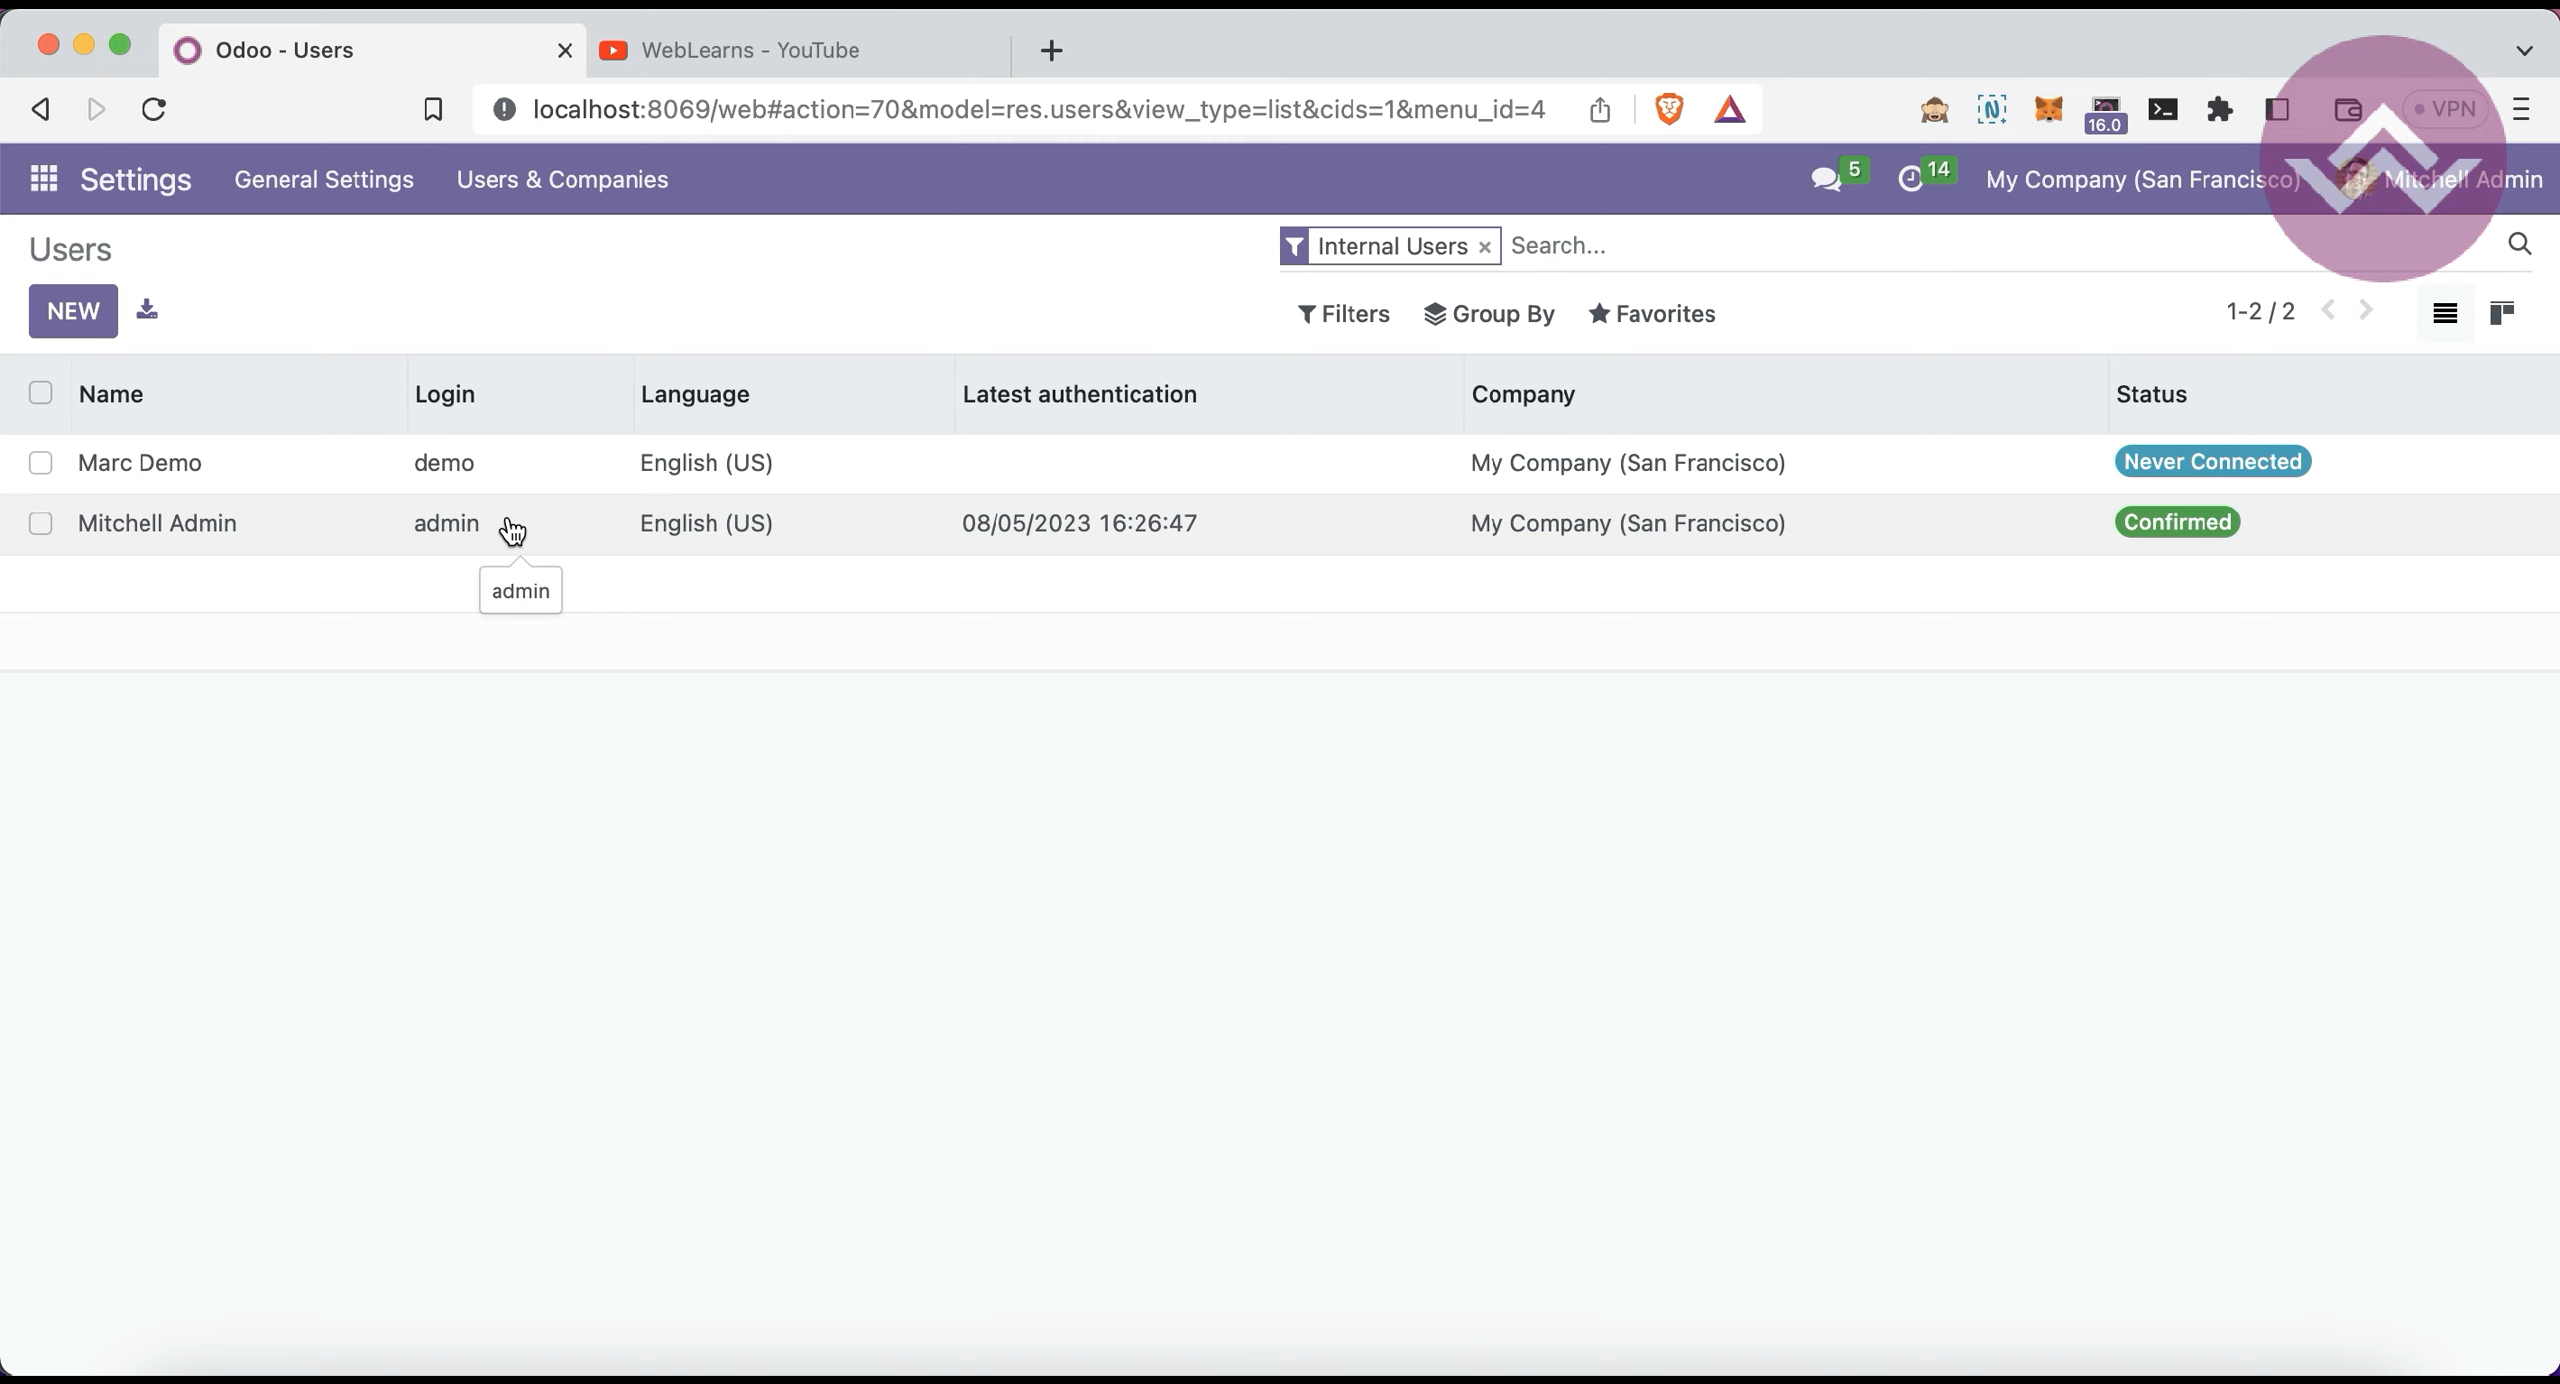 Odoo - Users
WebLearns - YouTube
localhost:8069/web#action=70&model=res.users&view_type=list&cids=1&menu_id=4
16.0
VPN
Settings
General Settings
Users & Companies
5
14
My Company (San Francisco)
Mitchell Admin
Users
Internal Users ×
Search...
NEW
Filters
Group By
Favorites
1-2 / 2
Name Login Language Latest authentication Company Status
Marc Demo demo English (US) My Company (San Francisco) Never Connected
Mitchell Admin admin English (US) 08/05/2023 16:26:47 My Company (San Francisco) Confirmed
admin